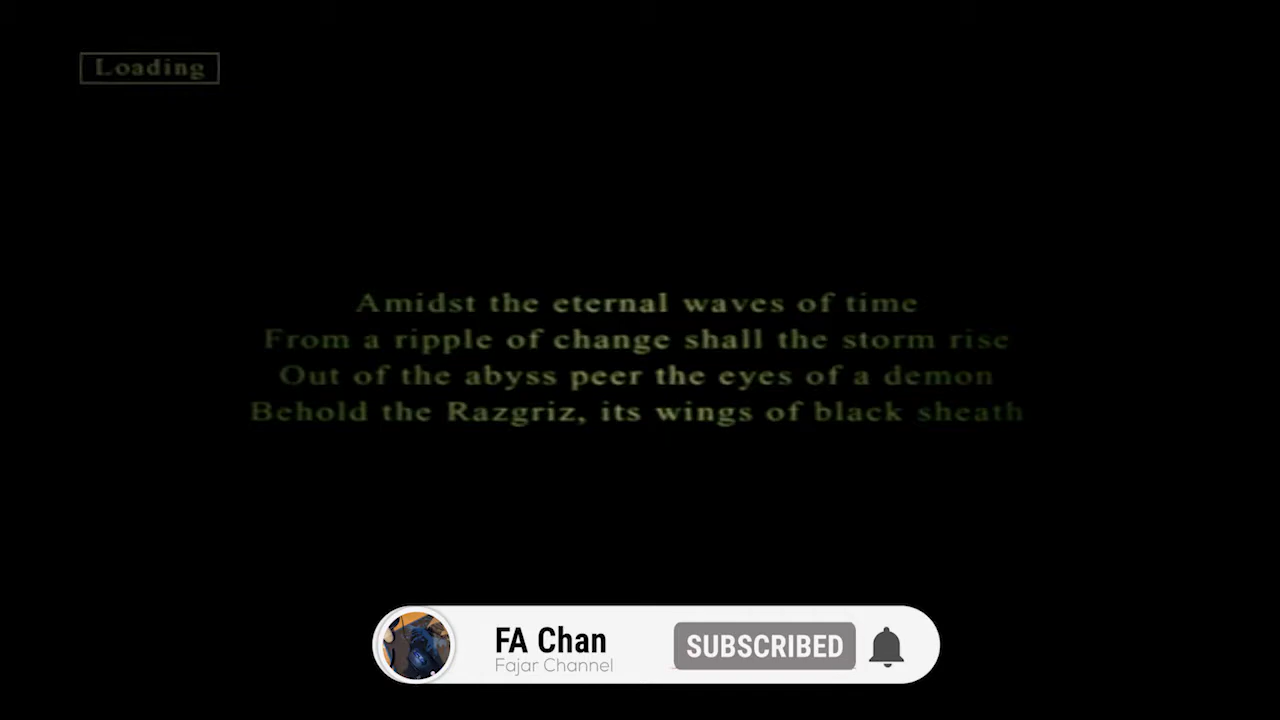 Loading
Amidst the eternal waves of time
From a ripple of change shall the storm rise
Out of the abyss peer the eyes of a demon
Behold the Razgriz, its wings of black sheath
FA Chan
Fajar Channel
SUBSCRIBED